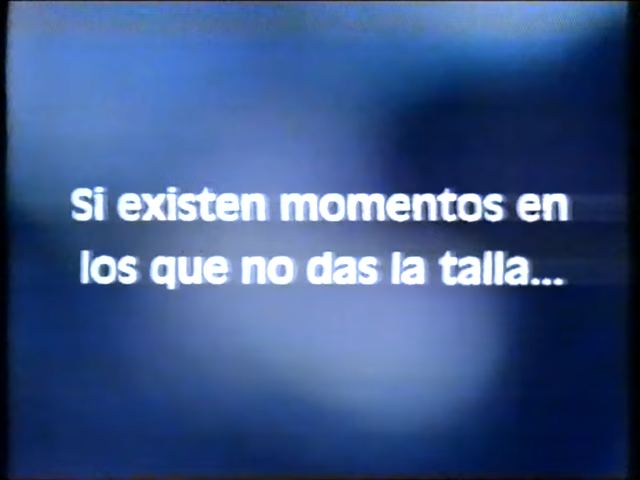 Si existen momentos en
los que no das la talla...